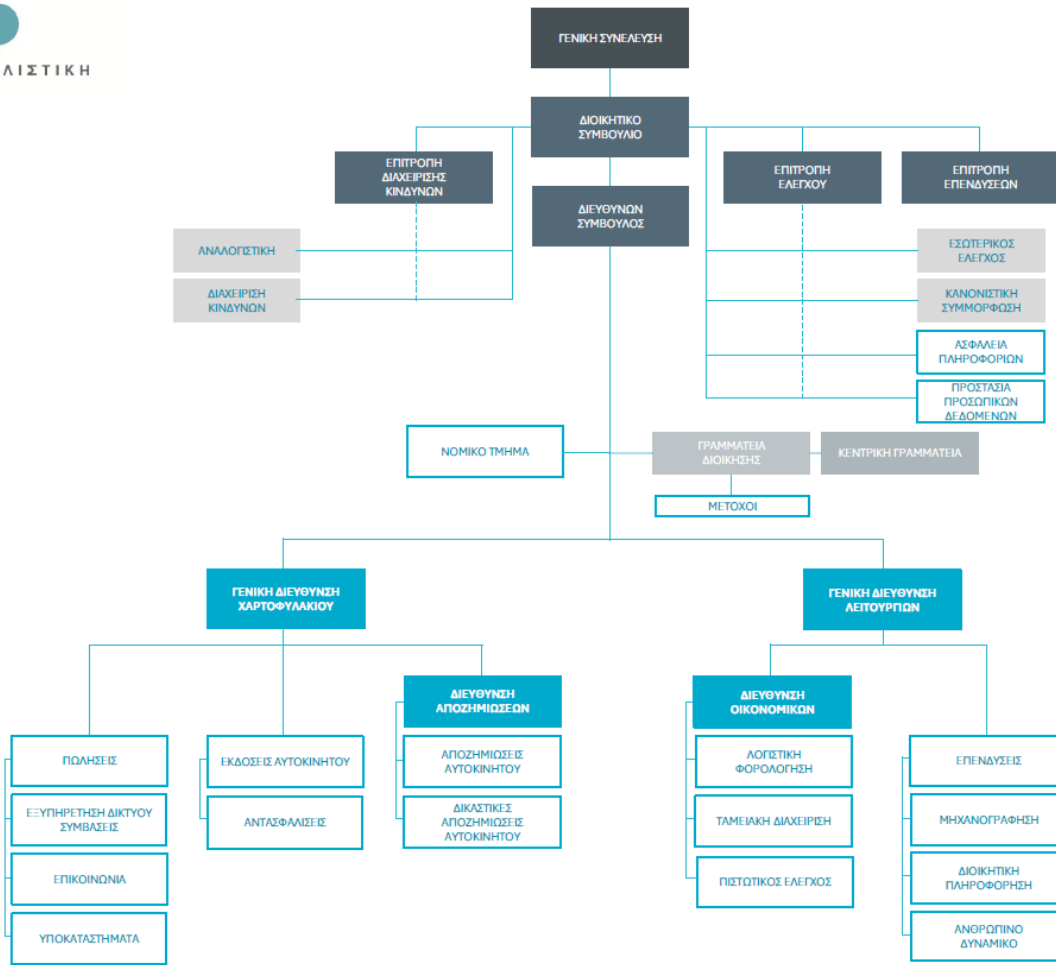 ΛΙΣΤΙΚΗ
ΓΕΝΙΚΗ ΣΥΝΕΛΕΥΣΗ
ΔΙΟΙΚΗΤΙΚΟ
ΣΥΜΒΟΥΛΙΟ
ΕΠΙΤΡΟΠΗ
ΔΙΑΧΕΙΡΙΣΗΣ
ΚΙΝΔΥΝΩΝ
ΕΠΙΤΡΟΠΗ
ΕΛΕΓΧΟΥ
ΕΠΙΤΡΟΠΗ
ΕΠΕΝΔΥΣΕΩΝ
ΔΙΕΥΘΥΝΩΝ
ΣΥΜΒΟΥΛΟΣ
ΑΝΑΛΟΓΙΣΤΙΚΗ
ΔΙΑΧΕΙΡΙΣΗ
ΚΙΝΔΥΝΩΝ
ΕΣΩΤΕΡΙΚΟΣ
ΕΛΕΓΧΟΣ
ΚΑΝΟΝΙΣΤΙΚΗ
ΣΥΜΜΟΡΦΩΣΗ
ΑΣΦΑΛΕΙΑ
ΠΛΗΡΟΦΟΡΙΩΝ
ΠΡΟΣΤΑΣΙΑ
ΠΡΟΣΩΠΙΚΩΝ
ΔΕΔΟΜΕΝΩΝ
ΝΟΜΙΚΟ ΤΜΗΜΑ
ΓΡΑΜΜΑΤΕΙΑ
ΔΙΟΙΚΗΣΗΣ
ΚΕΝΤΡΙΚΗ ΓΡΑΜΜΑΤΕΙΑ
ΜΕΤΟΧΟΙ
ΓΕΝΙΚΗ ΔΙΕΥΘΥΝΣΗ
ΧΑΡΤΟΦΥΛΑΚΙΟΥ
ΓΕΝΙΚΗ ΔΙΕΥΘΥΝΣΗ
ΛΕΙΤΟΥΡΓΙΩΝ
ΔΙΕΥΘΥΝΣΗ
ΑΠΟΖΗΜΙΩΣΕΩΝ
ΔΙΕΥΘΥΝΣΗ
ΟΙΚΟΝΟΜΙΚΩΝ
ΠΩΛΗΣΕΙΣ
ΕΞΥΠΗΡΕΤΗΣΗ ΔΙΚΤΥΟΥ
ΣΥΜΒΑΣΕΙΣ
ΕΠΙΚΟΙΝΩΝΙΑ
ΥΠΟΚΑΤΑΣΤΗΜΑΤΑ
ΕΚΔΟΣΕΙΣ ΑΥΤΟΚΙΝΗΤΟΥ
ΑΝΤΑΣΦΑΛΙΣΕΙΣ
ΑΠΟΖΗΜΙΩΣΕΙΣ
ΑΥΤΟΚΙΝΗΤΟΥ
ΔΙΚΑΣΤΙΚΕΣ
ΑΠΟΖΗΜΙΩΣΕΙΣ
ΑΥΤΟΚΙΝΗΤΟΥ
ΛΟΓΙΣΤΙΚΗ
ΦΟΡΟΛΟΓΗΣΗ
ΤΑΜΕΙΑΚΗ ΔΙΑΧΕΙΡΙΣΗ
ΠΙΣΤΩΤΙΚΟΣ ΕΛΕΓΧΟΣ
ΕΠΕΝΔΥΣΕΙΣ
ΜΗΧΑΝΟΓΡΑΦΗΣΗ
ΔΙΟΙΚΗΤΙΚΗ
ΠΛΗΡΟΦΟΡΗΣΗ
ΑΝΘΡΩΠΙΝΟ
ΔΥΝΑΜΙΚΟ